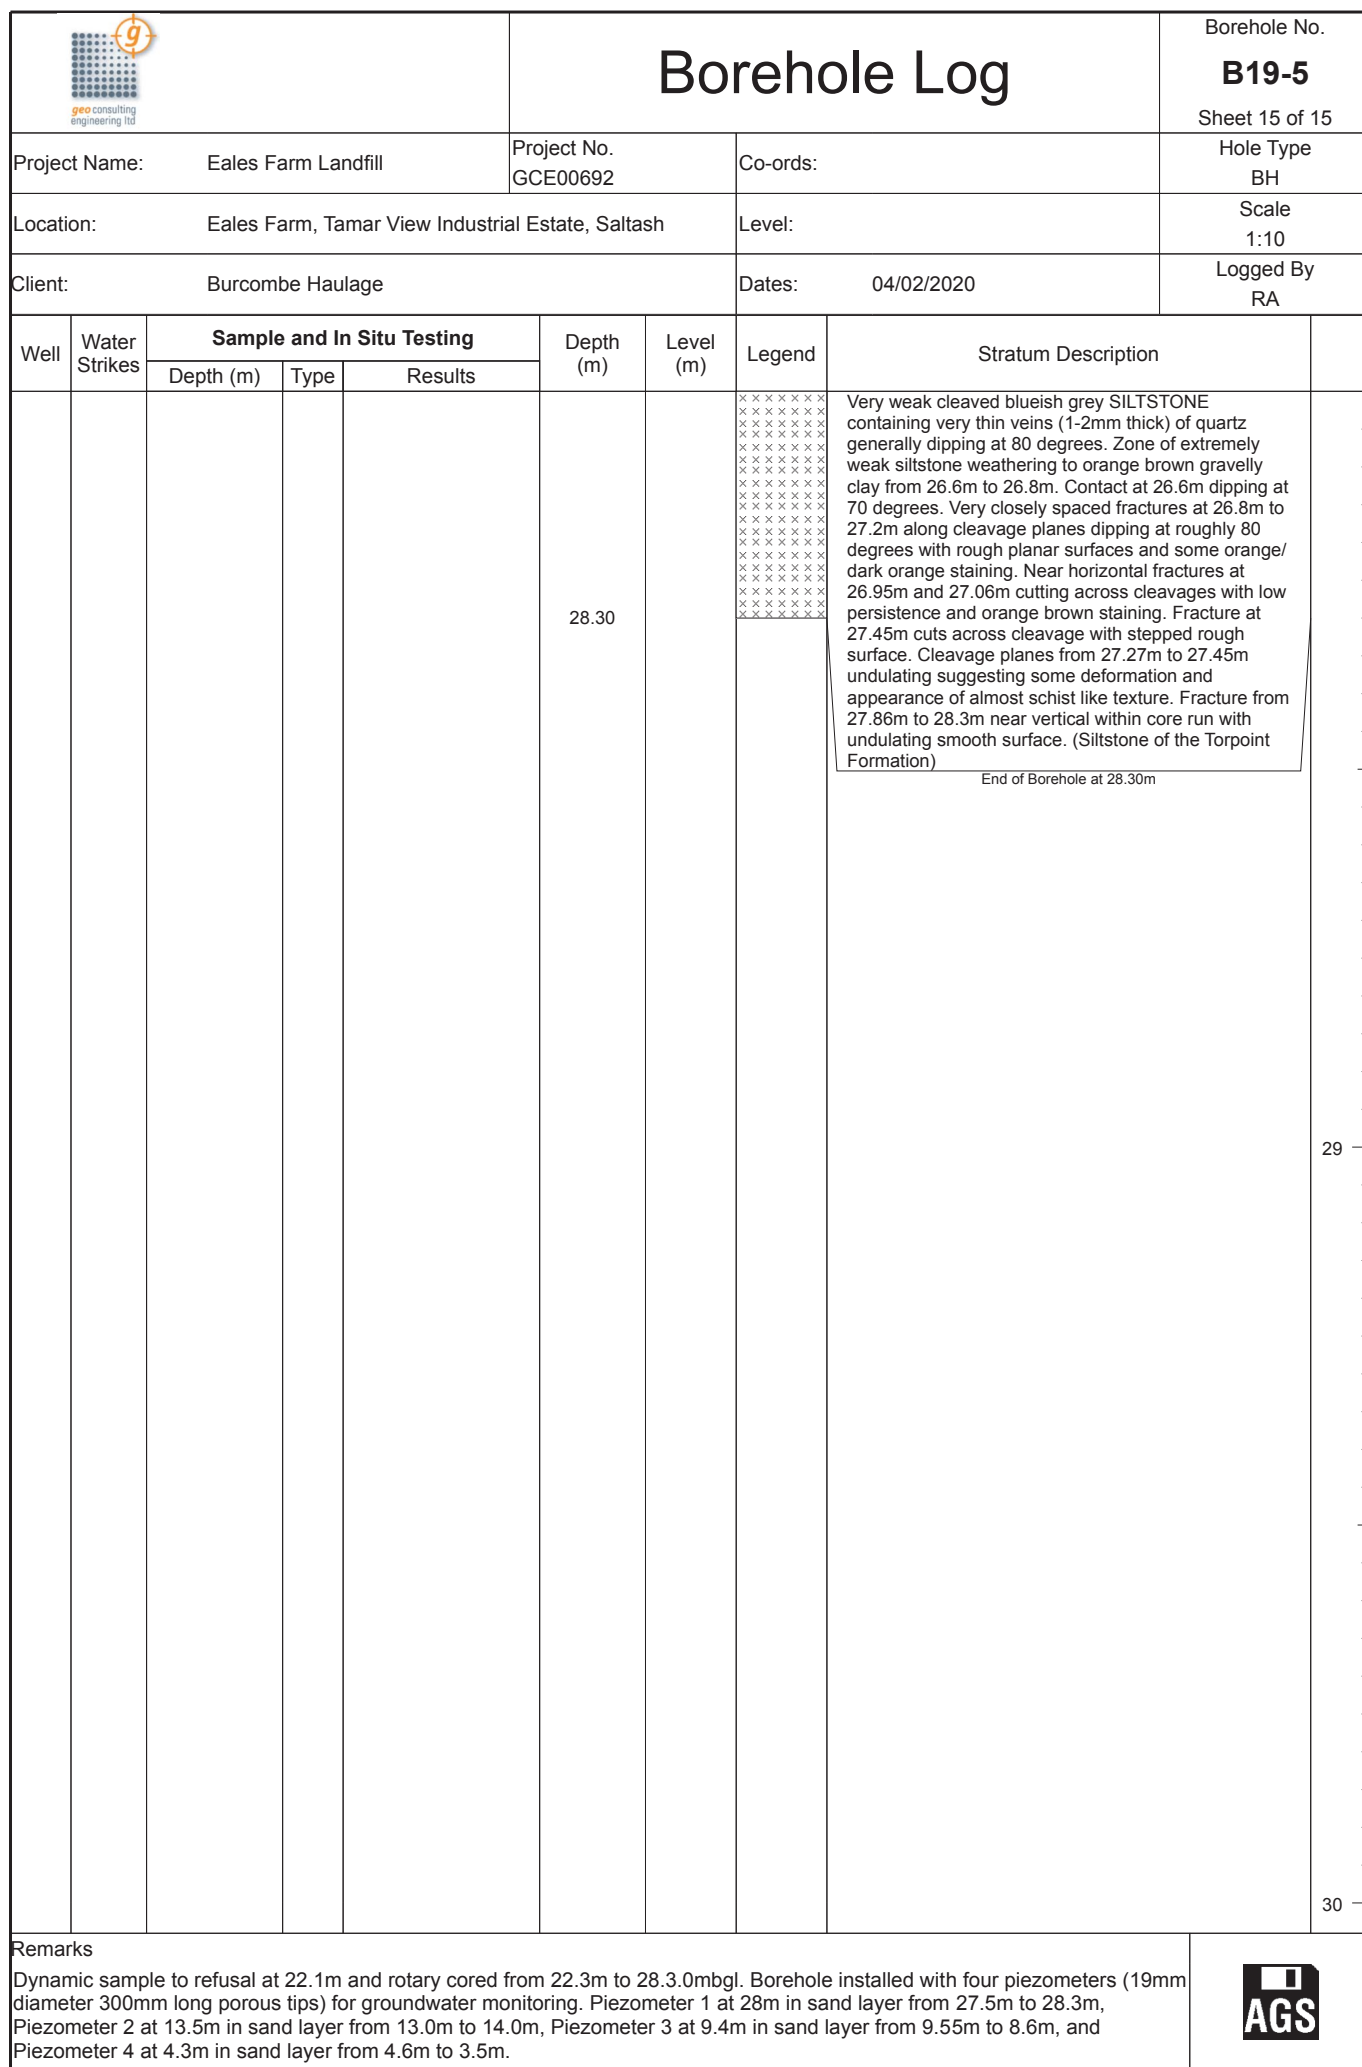 g
geo consulting
engineering ltd
Borehole Log
Borehole No.
B19-5
Sheet 15 of 15
Project Name: Eales Farm Landfill
Project No.
GCE00692
Co-ords:
Hole Type
BH
Location: Eales Farm, Tamar View Industrial Estate, Saltash
Level:
Scale
1:10
Client: Burcombe Haulage
Dates: 04/02/2020
Logged By
RA
Well
Water
Strikes
Sample and In Situ Testing
Depth (m) Type Results
Depth
(m)
Level
(m)
Legend
Stratum Description
28.30
Very weak cleaved blueish grey SILTSTONE
containing very thin veins (1-2mm thick) of quartz
generally dipping at 80 degrees. Zone of extremely
weak siltstone weathering to orange brown gravelly
clay from 26.6m to 26.8m. Contact at 26.6m dipping at
70 degrees. Very closely spaced fractures at 26.8m to
27.2m along cleavage planes dipping at roughly 80
degrees with rough planar surfaces and some orange/
dark orange staining. Near horizontal fractures at
26.95m and 27.06m cutting across cleavages with low
persistence and orange brown staining. Fracture at
27.45m cuts across cleavage with stepped rough
surface. Cleavage planes from 27.27m to 27.45m
undulating suggesting some deformation and
appearance of almost schist like texture. Fracture from
27.86m to 28.3m near vertical within core run with
undulating smooth surface. (Siltstone of the Torpoint
Formation)
End of Borehole at 28.30m
29
30
Remarks
Dynamic sample to refusal at 22.1m and rotary cored from 22.3m to 28.3.0mbgl. Borehole installed with four piezometers (19mm
diameter 300mm long porous tips) for groundwater monitoring. Piezometer 1 at 28m in sand layer from 27.5m to 28.3m,
Piezometer 2 at 13.5m in sand layer from 13.0m to 14.0m, Piezometer 3 at 9.4m in sand layer from 9.55m to 8.6m, and
Piezometer 4 at 4.3m in sand layer from 4.6m to 3.5m.
AGS